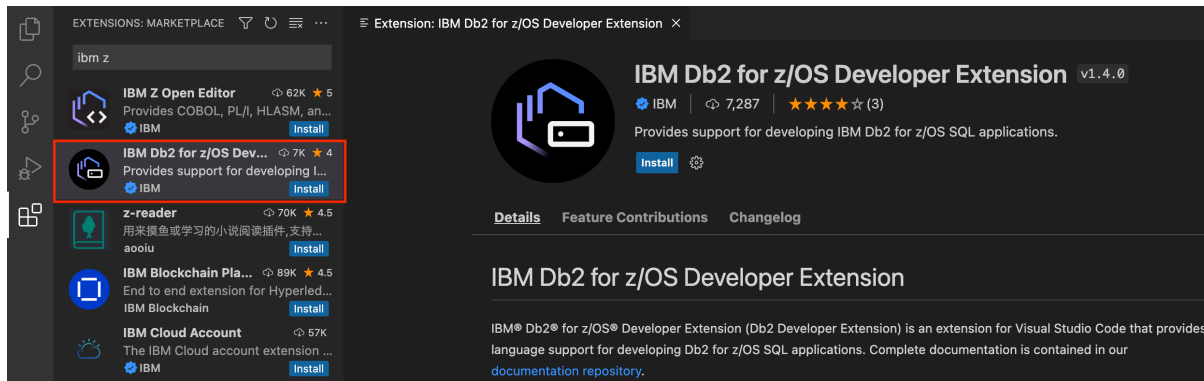 EXTENSIONS: MARKETPLACE
ibm z
IBM Z Open Editor 62K ★ 5
Provides COBOL, PL/I, HLASM, an...
IBM Install
IBM Db2 for z/OS Dev... 7K ★ 4
Provides support for developing I...
IBM Install
z-reader 70K ★ 4.5
用来摸鱼或学习的小说阅读插件,支持...
aooiu Install
IBM Blockchain Pla... 89K ★ 4.5
End to end extension for Hyperled...
IBM Blockchain Install
IBM Cloud Account 57K
The IBM Cloud account extension ...
IBM Install
Extension: IBM Db2 for z/OS Developer Extension
IBM Db2 for z/OS Developer Extension v1.4.0
IBM 7,287 ★★★★☆ (3)
Provides support for developing IBM Db2 for z/OS SQL applications.
Install
Details Feature Contributions Changelog
IBM Db2 for z/OS Developer Extension
IBM® Db2® for z/OS® Developer Extension (Db2 Developer Extension) is an extension for Visual Studio Code that provides
language support for developing Db2 for z/OS SQL applications. Complete documentation is contained in our
documentation repository.